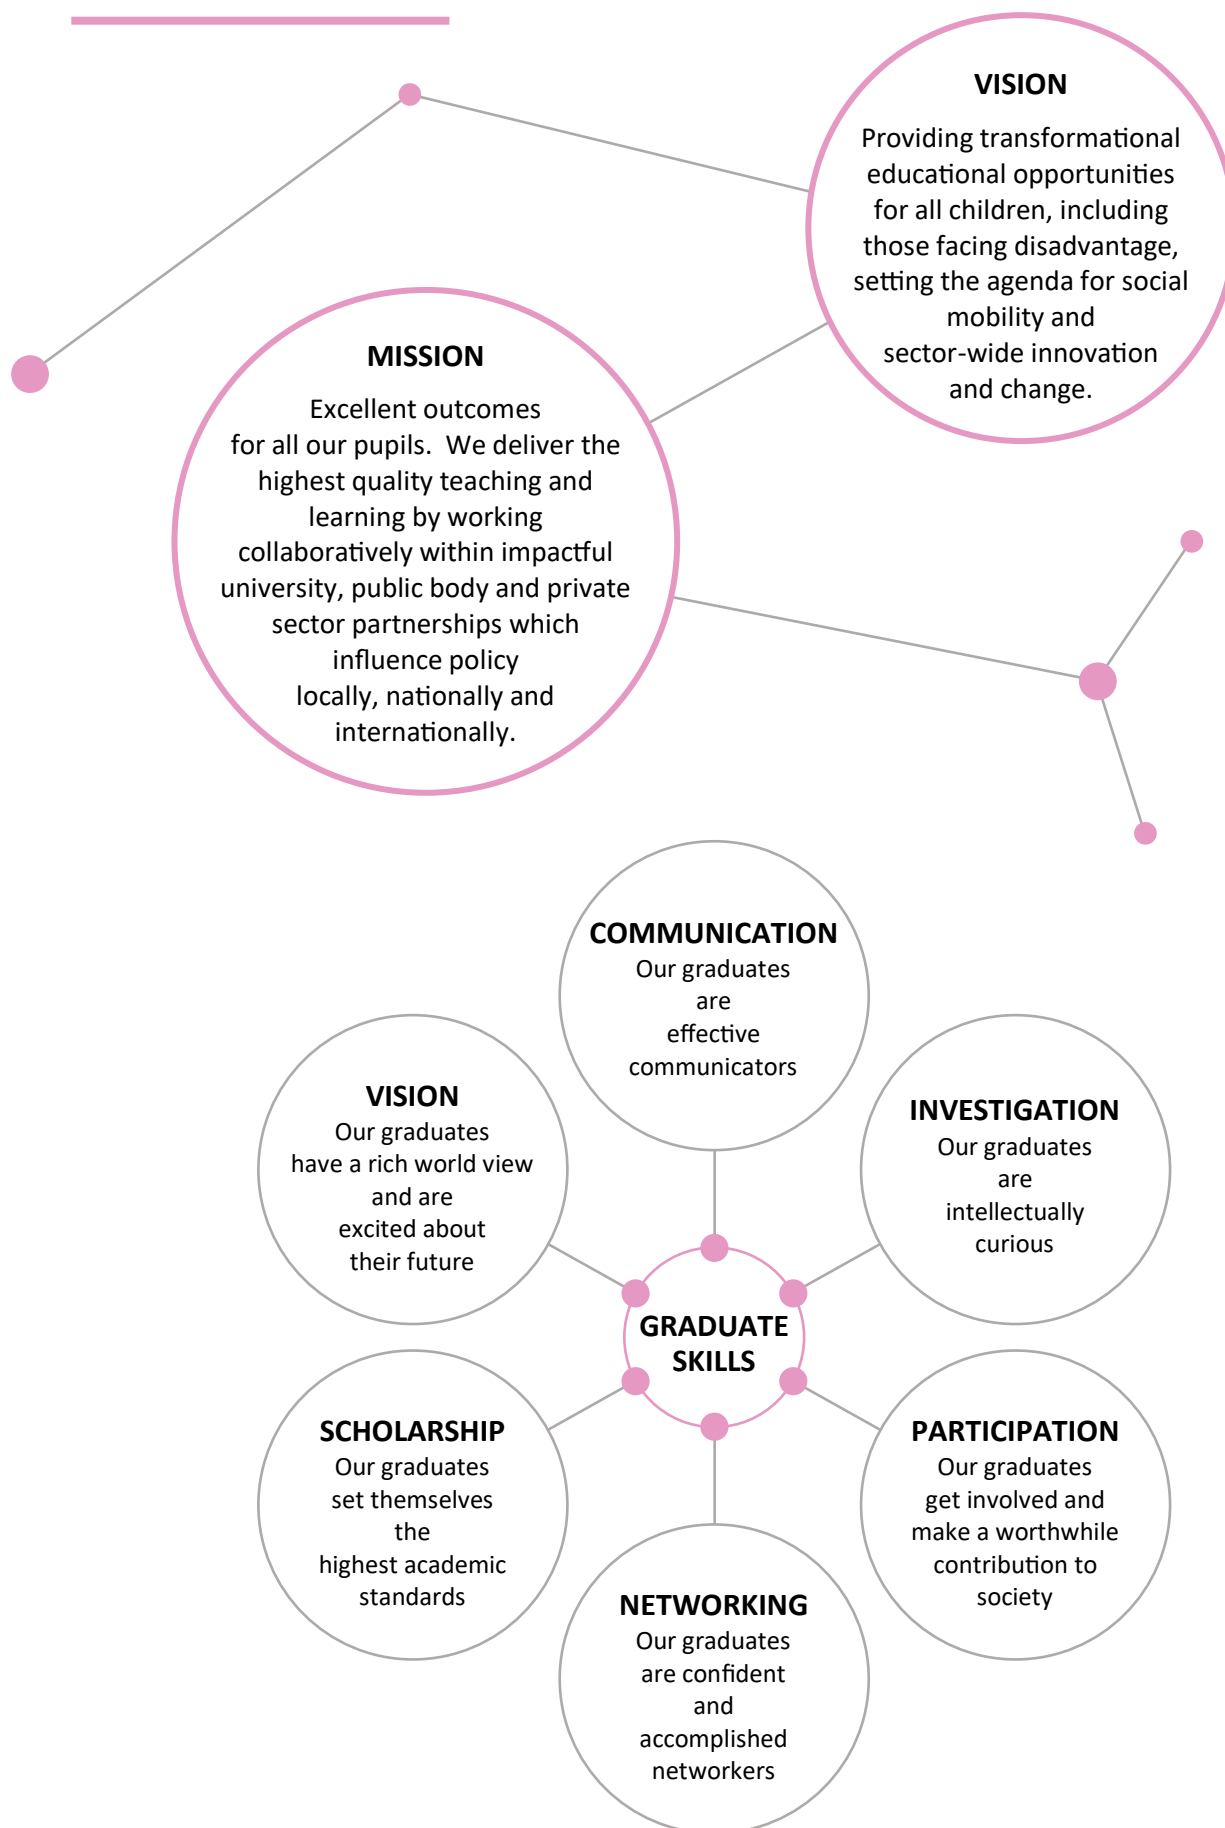 VISION
Providing transformational
educational opportunities
for all children, including
those facing disadvantage,
setting the agenda for social
mobility and
sector-wide innovation
and change.
MISSION
Excellent outcomes
for all our pupils.  We deliver the
highest quality teaching and
learning by working
collaboratively within impactful
university, public body and private
sector partnerships which
influence policy
locally, nationally and
internationally.
COMMUNICATION
Our graduates
are
effective
communicators
VISION
Our graduates
have a rich world view
and are
excited about
their future
INVESTIGATION
Our graduates
are
intellectually
curious
GRADUATE
SKILLS
SCHOLARSHIP
Our graduates
set themselves
the
highest academic
standards
PARTICIPATION
Our graduates
get involved and
make a worthwhile
contribution to
society
NETWORKING
Our graduates
are confident
and
accomplished
networkers